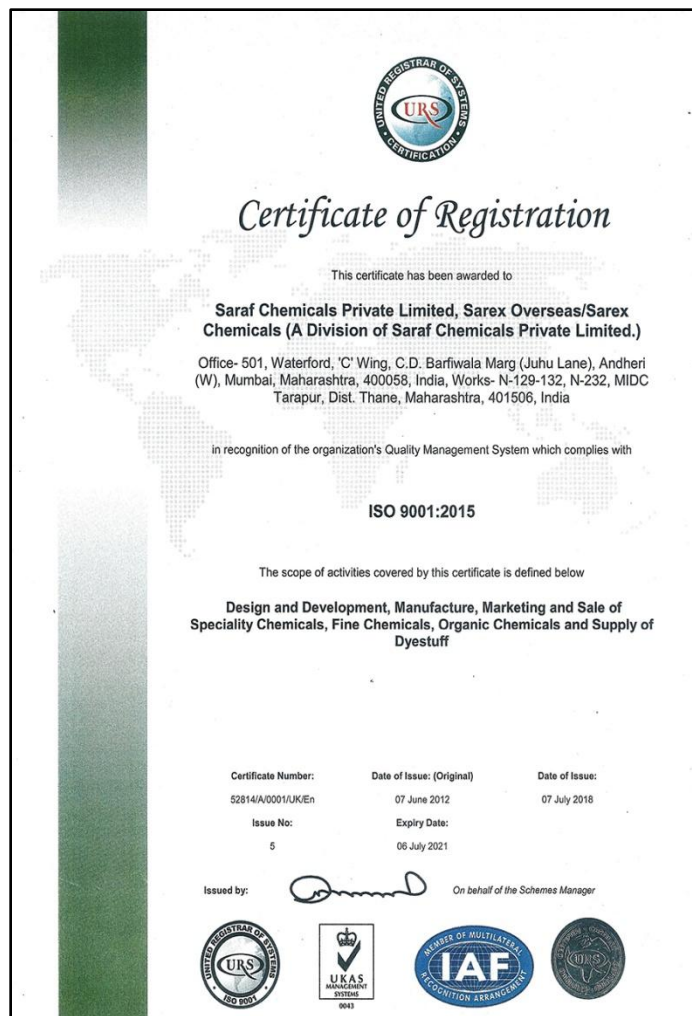 UNITED REGISTRAR OF SYSTEMS
URS
CERTIFICATION
Certificate of Registration
This certificate has been awarded to
Saraf Chemicals Private Limited, Sarex Overseas/Sarex
Chemicals (A Division of Saraf Chemicals Private Limited.)
Office- 501, Waterford, 'C' Wing, C.D. Barfiwala Marg (Juhu Lane), Andheri
(W), Mumbai, Maharashtra, 400058, India, Works- N-129-132, N-232, MIDC
Tarapur, Dist. Thane, Maharashtra, 401506, India
in recognition of the organization's Quality Management System which complies with
ISO 9001:2015
The scope of activities covered by this certificate is defined below
Design and Development, Manufacture, Marketing and Sale of
Speciality Chemicals, Fine Chemicals, Organic Chemicals and Supply of
Dyestuff
Certificate Number: Date of Issue: (Original) Date of Issue:
52814/A/0001/UK/En 07 June 2012 07 July 2018
Issue No: Expiry Date:
5 06 July 2021
Issued by: On behalf of the Schemes Manager
UNITED REGISTRAR OF SYSTEMS
URS
ISO 9001
UKAS
MANAGEMENT
SYSTEMS
0043
MEMBER OF MULTILATERAL
IAF
RECOGNITION ARRANGEMENT
URS